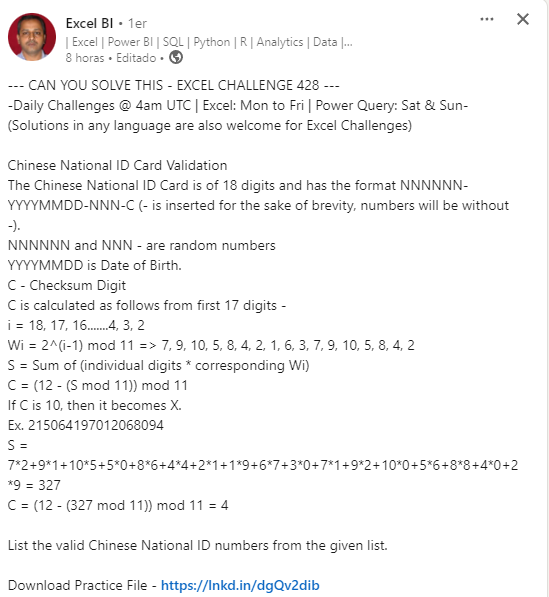 Excel BI • 1er
| Excel | Power BI | SQL | Python | R | Analytics | Data |...
8 horas • Editado •
--- CAN YOU SOLVE THIS - EXCEL CHALLENGE 428 ---
-Daily Challenges @ 4am UTC | Excel: Mon to Fri | Power Query: Sat & Sun-
(Solutions in any language are also welcome for Excel Challenges)
Chinese National ID Card Validation
The Chinese National ID Card is of 18 digits and has the format NNNNNN-
YYYYMMDD-NNN-C (- is inserted for the sake of brevity, numbers will be without
-).
NNNNNN and NNN - are random numbers
YYYYMMDD is Date of Birth.
C - Checksum Digit
C is calculated as follows from first 17 digits -
i = 18, 17, 16.......4, 3, 2
Wi = 2^(i-1) mod 11 => 7, 9, 10, 5, 8, 4, 2, 1, 6, 3, 7, 9, 10, 5, 8, 4, 2
S = Sum of (individual digits * corresponding Wi)
C = (12 - (S mod 11)) mod 11
If C is 10, then it becomes X.
Ex. 215064197012068094
S =
7*2+9*1+10*5+5*0+8*6+4*4+2*1+1*9+6*7+3*0+7*1+9*2+10*0+5*6+8*8+4*0+2
*9 = 327
C = (12 - (327 mod 11)) mod 11 = 4
List the valid Chinese National ID numbers from the given list.
Download Practice File - https://lnkd.in/dgQv2dib